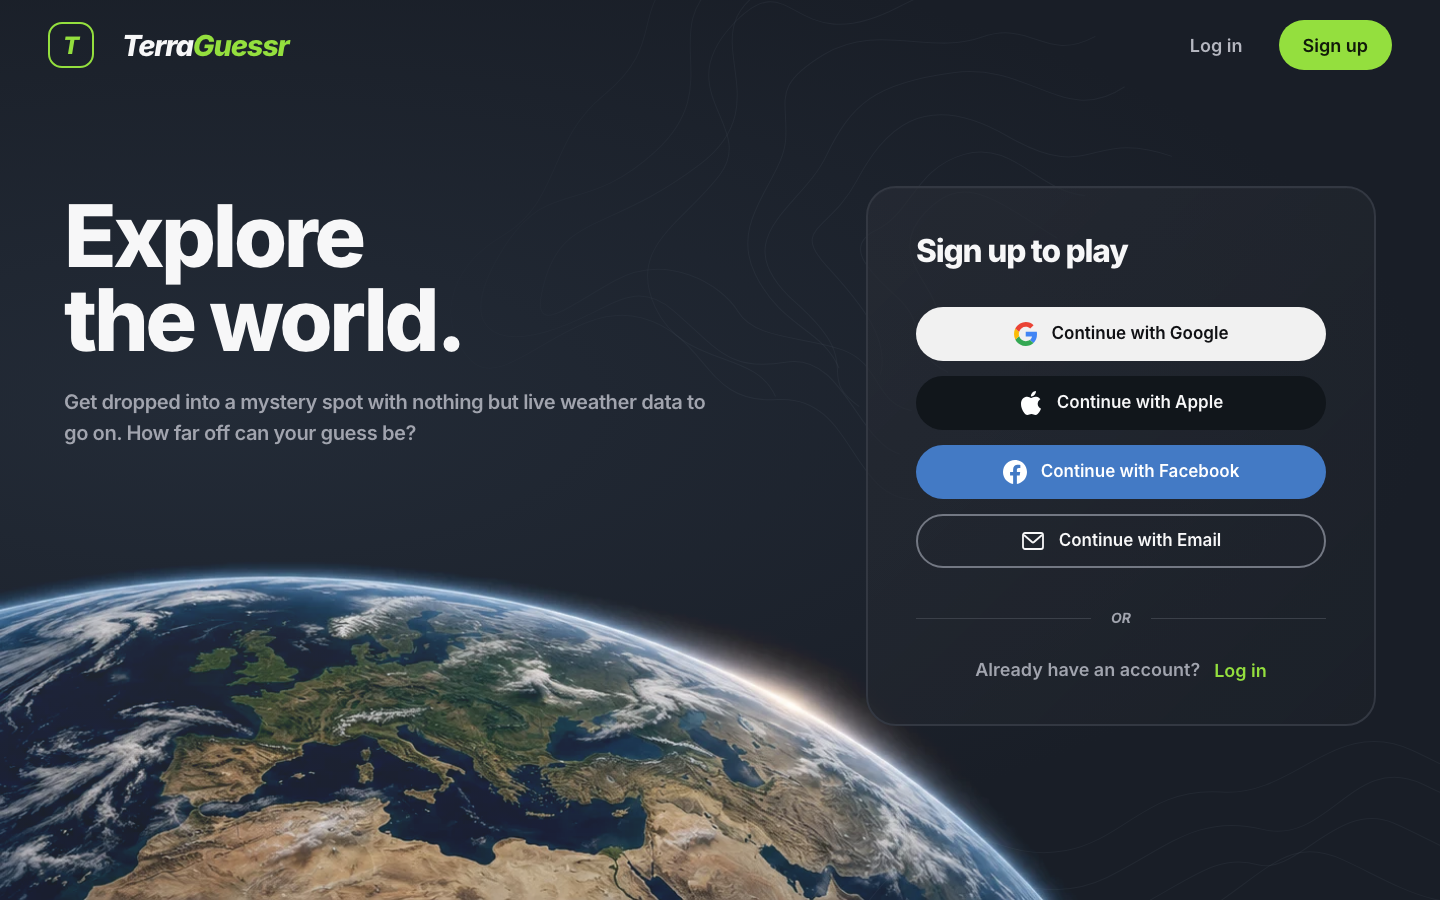 T
TerraGuessr
Log in
Sign up
Explore
the world.
Get dropped into a mystery spot with nothing but live weather data to
go on. How far off can your guess be?
Sign up to play
Continue with Google
Continue with Apple
Continue with Facebook
Continue with Email
OR
Already have an account? Log in